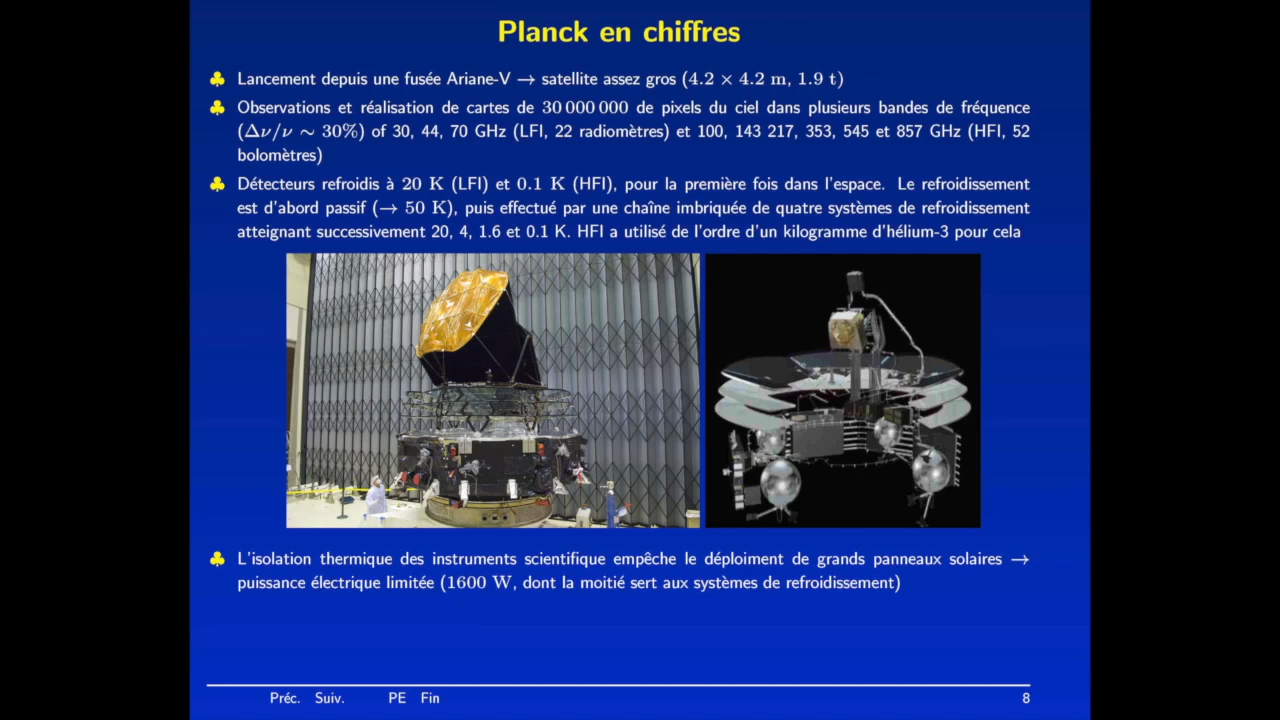 Planck en chiffres
♣ Lancement depuis une fusée Ariane-V → satellite assez gros (4.2 × 4.2 m, 1.9 t)
♣ Observations et réalisation de cartes de 30 000 000 de pixels du ciel dans plusieurs bandes de fréquence
(Δν/ν ∼ 30%) of 30, 44, 70 GHz (LFI, 22 radiomètres) et 100, 143 217, 353, 545 et 857 GHz (HFI, 52
bolomètres)
♣ Détecteurs refroidis à 20 K (LFI) et 0.1 K (HFI), pour la première fois dans l'espace. Le refroidissement
est d'abord passif (→ 50 K), puis effectué par une chaîne imbriquée de quatre systèmes de refroidissement
atteignant successivement 20, 4, 1.6 et 0.1 K. HFI a utilisé de l'ordre d'un kilogramme d'hélium-3 pour cela
♣ L'isolation thermique des instruments scientifique empêche le déploiment de grands panneaux solaires →
puissance électrique limitée (1600 W, dont la moitié sert aux systèmes de refroidissement)
Préc. Suiv. PE Fin 8